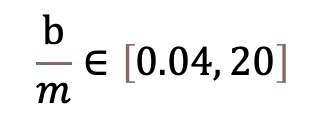 b/m ∈ [0.04, 20]